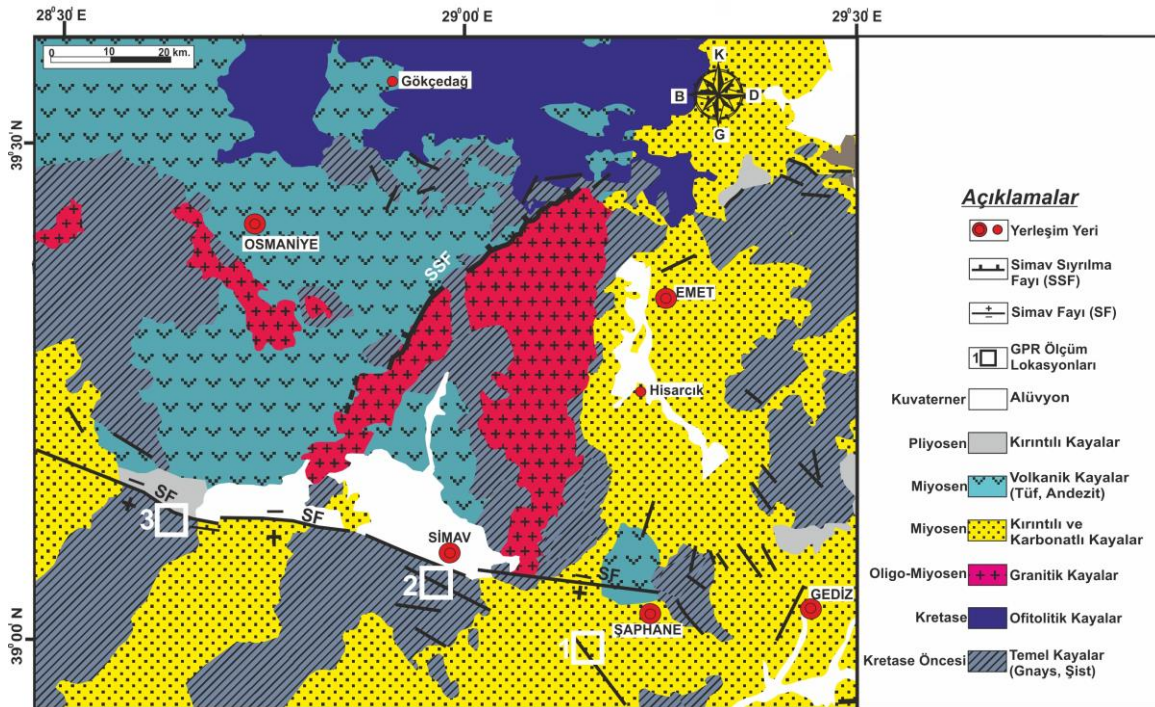 28°30' E
29°00' E
29°30' E
0 10 20 km.
K
B D
G
Gökçedağ
39°30' N
OSMANİYE
SSF
EMET
Hisarcık
SF
3
SF
SİMAV
2
SF
GEDİZ
ŞAPHANE
1
39°00' N
Açıklamalar
Yerleşim Yeri
Simav Sıyrılma
Fayı (SSF)
Simav Fayı (SF)
1 GPR Ölçüm
Lokasyonları
Kuvaterner Alüvyon
Pliyosen Kırıntılı Kayalar
Miyosen Volkanik Kayalar
(Tüf, Andezit)
Miyosen Kırıntılı ve
Karbonatlı Kayalar
Oligo-Miyosen Granitik Kayalar
Kretase Ofitolitik Kayalar
Kretase Öncesi Temel Kayalar
(Gnays, Şist)